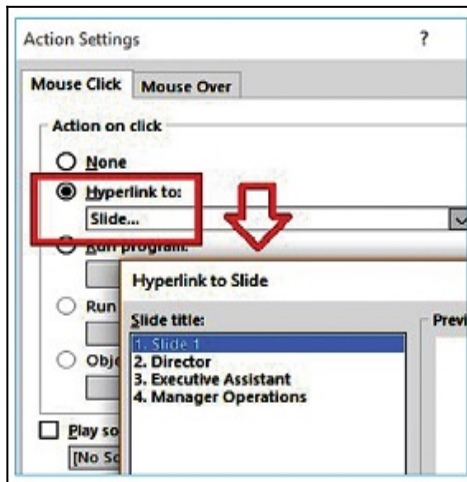 Action Settings ?
Mouse Click Mouse Over
Action on click
None
Hyperlink to:
Slide...
Run program:
Hyperlink to Slide
Run
Slide title:
1. Slide 1
Obje
2. Director
3. Executive Assistant
4. Manager Operations
Play so
[No So
Previ